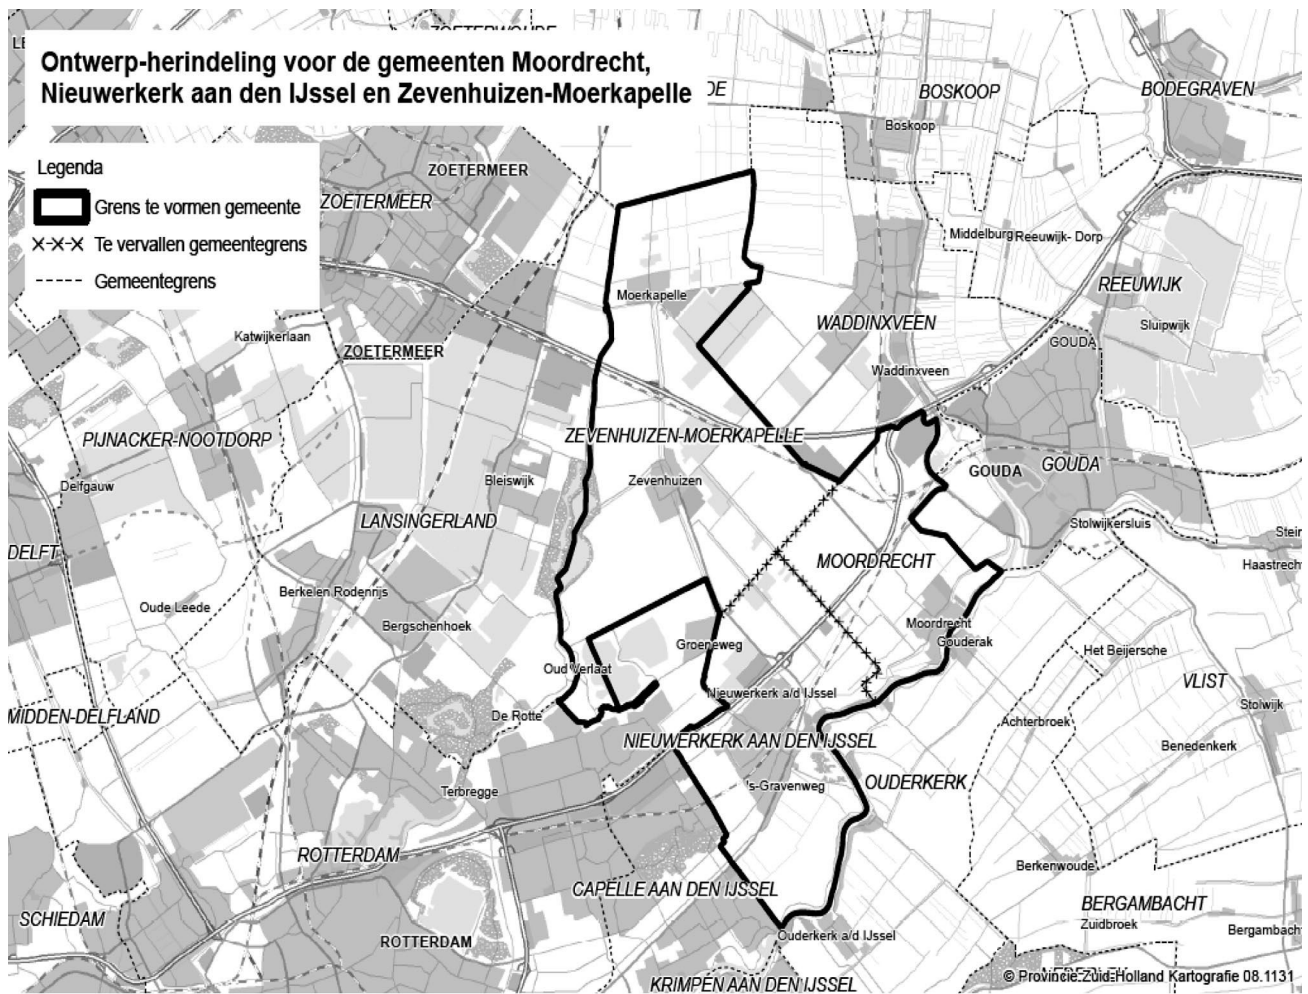 Ontwerp-herindeling voor de gemeenten Moordrecht,
Nieuwerkerk aan den IJssel en Zevenhuizen-Moerkapelle
Legenda
Grens te vormen gemeente
Te vervallen gemeentegrens
Gemeentegrens
ZOETERWOUDE
BOSKOOP
BODEGRAVEN
Boskoop
ZOETERMEER
ZOETERMEER
Middelburg
Reeuwijk- Dorp
REEUWIJK
Moerkapelle
WADDINXVEEN
Sluipwijk
Katwijkerlaan
ZOETERMEER
GOUDA
Waddinxveen
PIJNACKER-NOOTDORP
ZEVENHUIZEN-MOERKAPELLE
GOUDA
GOUDA
Delfgauw
Bleiswijk
Zevenhuizen
LANSINGERLAND
Stolwijkersluis
DELFT
MOORDRECHT
Haastrecht
Berkelen Rodenrijs
Oude Leede
Bergschenhoek
Moordrecht
Gouderak
Groeneweg
Het Beijersche
Oud Verlaat
VLIST
Nieuwerkerk a/d IJssel
Stolwijk
MIDDEN-DELFLAND
De Rotte
Achterbroek
NIEUWERKERK AAN DEN IJSSEL
Benedenkerk
's-Gravenweg
OUDERKERK
Terbregge
ROTTERDAM
Berkenwoude
CAPELLE AAN DEN IJSSEL
BERGAMBACHT
SCHIEDAM
Zuidbroek
Bergambach
ROTTERDAM
Ouderkerk a/d IJssel
KRIMPEN AAN DEN IJSSEL
© Provincie Zuid-Holland Kartografie 08.1131